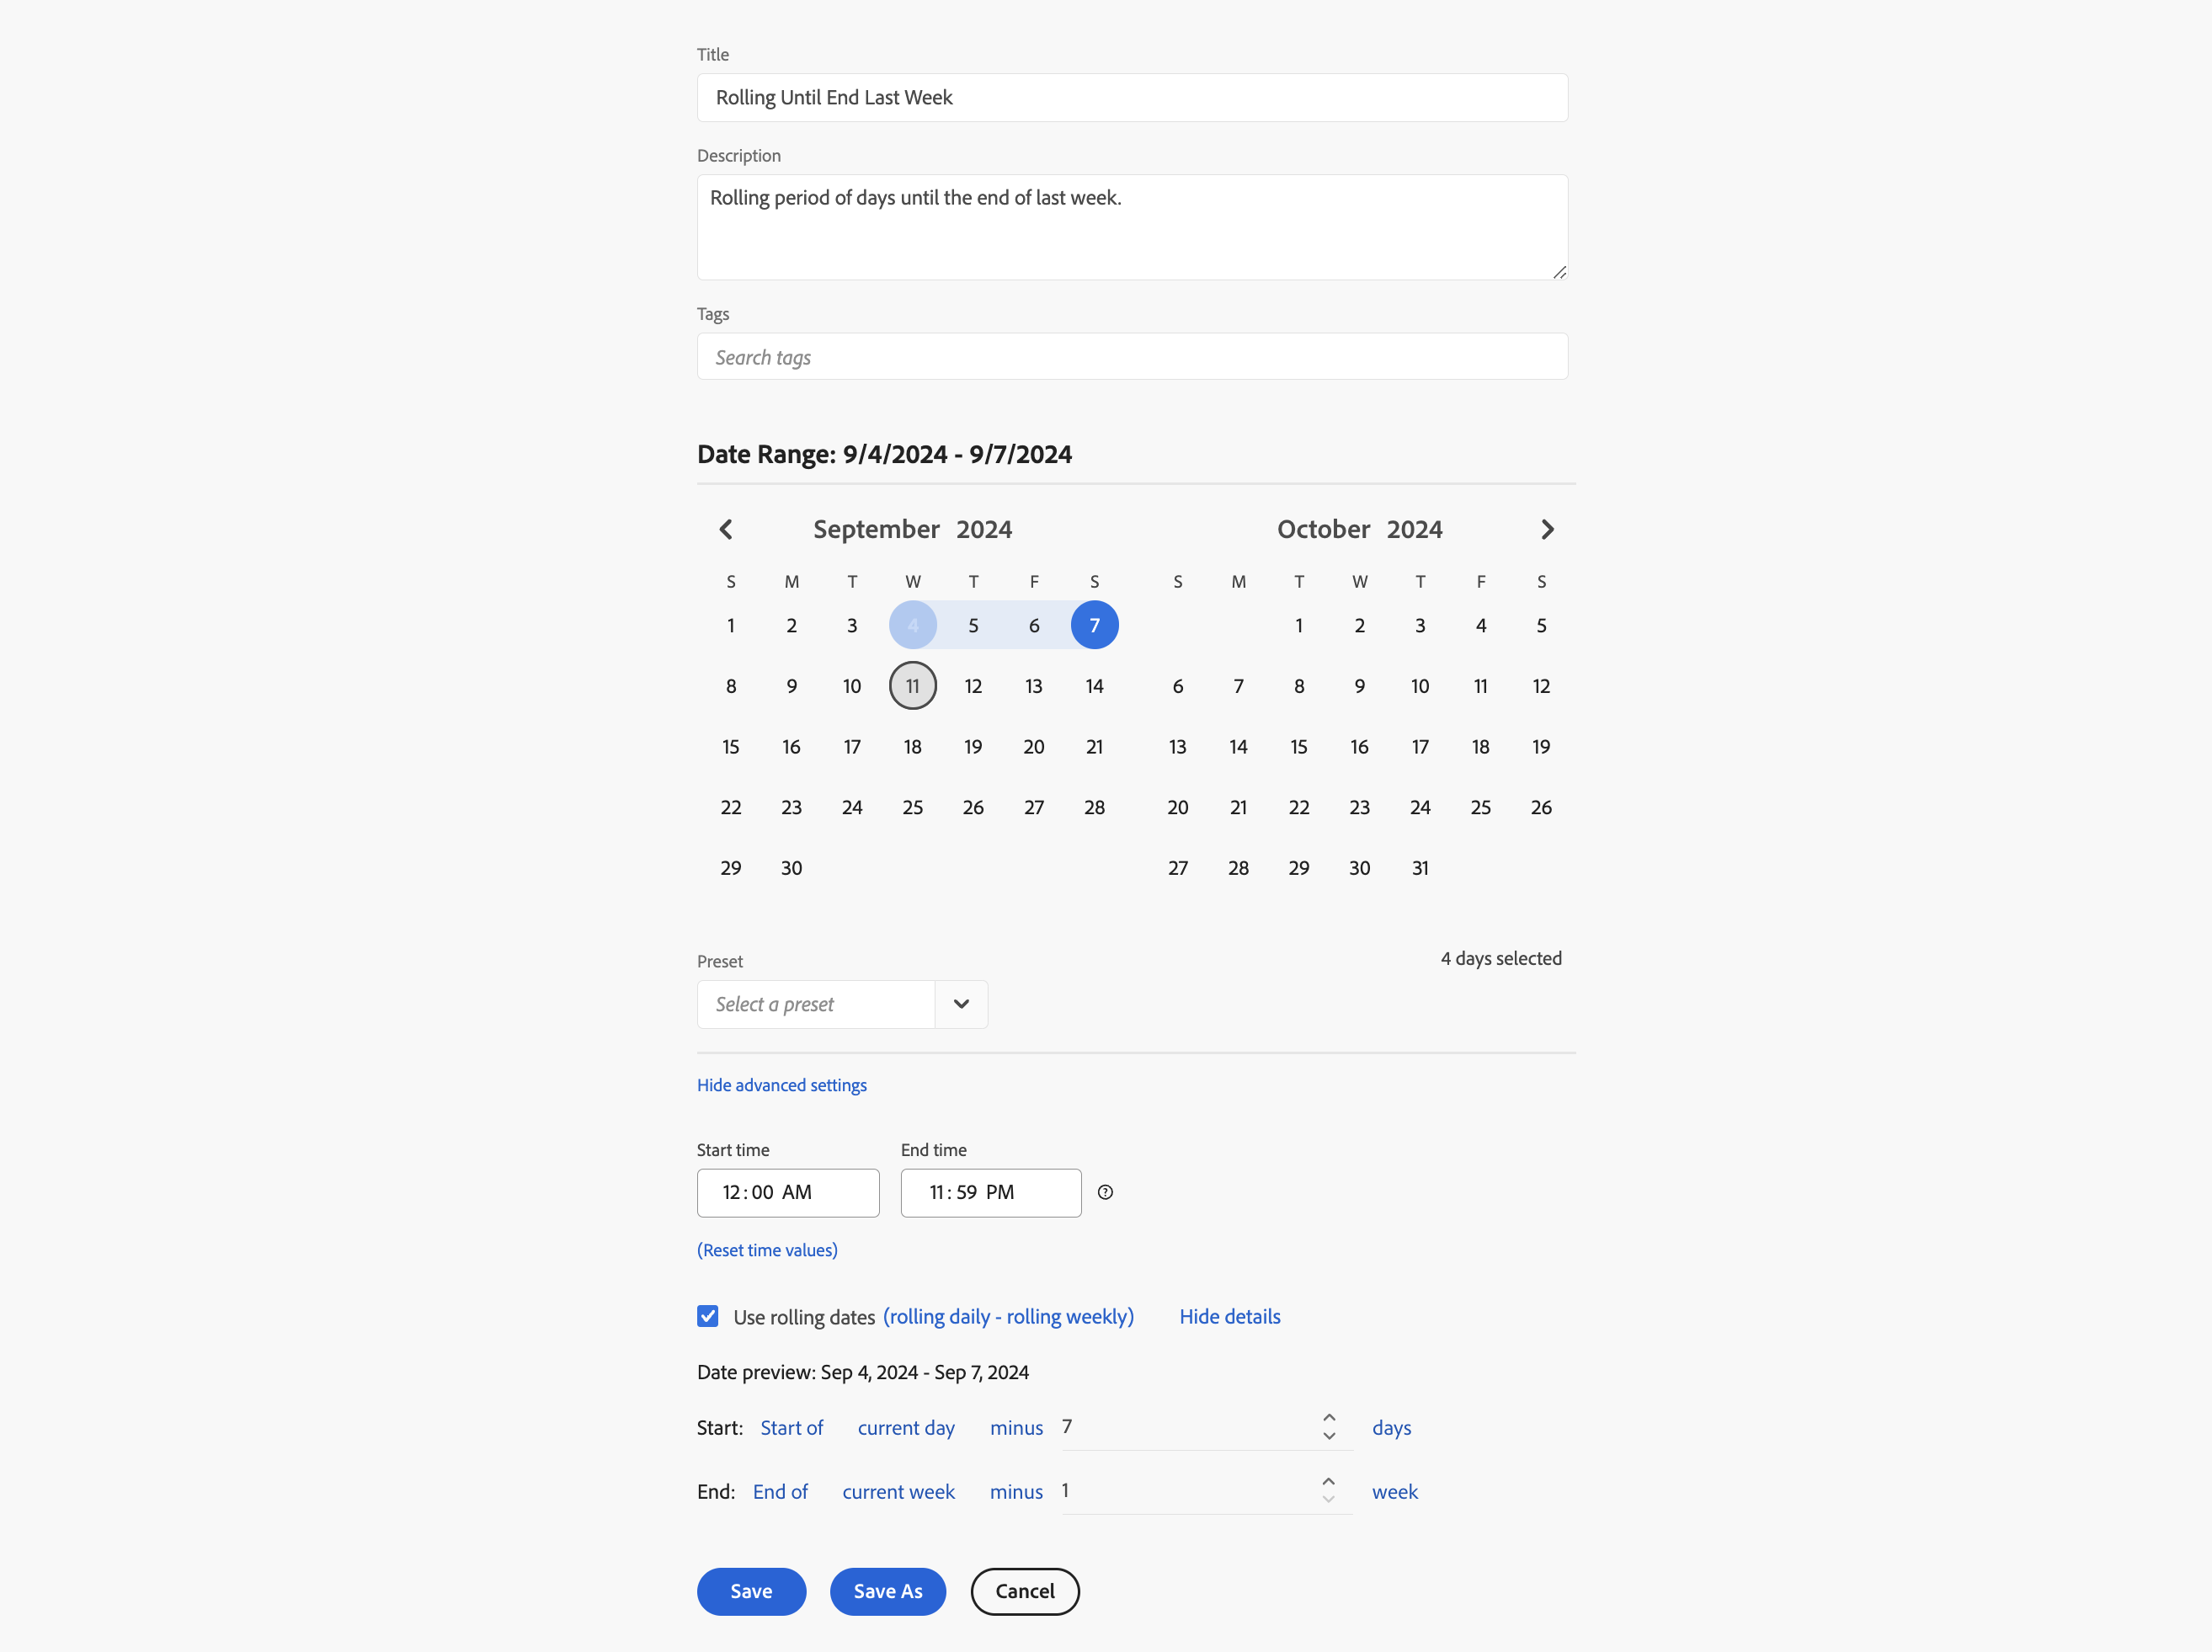 Title
Rolling Until End Last Week
Description
Rolling period of days until the end of last week.
Tags
Search tags
Date Range: 9/4/2024 - 9/7/2024
September 2024
S M T W T F S
1 2 3 4 5 6 7
8 9 10 11 12 13 14
15 16 17 18 19 20 21
22 23 24 25 26 27 28
29 30
October 2024
S M T W T F S
1 2 3 4 5
6 7 8 9 10 11 12
13 14 15 16 17 18 19
20 21 22 23 24 25 26
27 28 29 30 31
Preset
4 days selected
Select a preset
Hide advanced settings
Start time End time
12:00 AM 11:59 PM ?
(Reset time values)
Use rolling dates (rolling daily - rolling weekly) Hide details
Date preview: Sep 4, 2024 - Sep 7, 2024
Start: Start of current day minus 7 days
End: End of current week minus 1 week
Save Save As Cancel